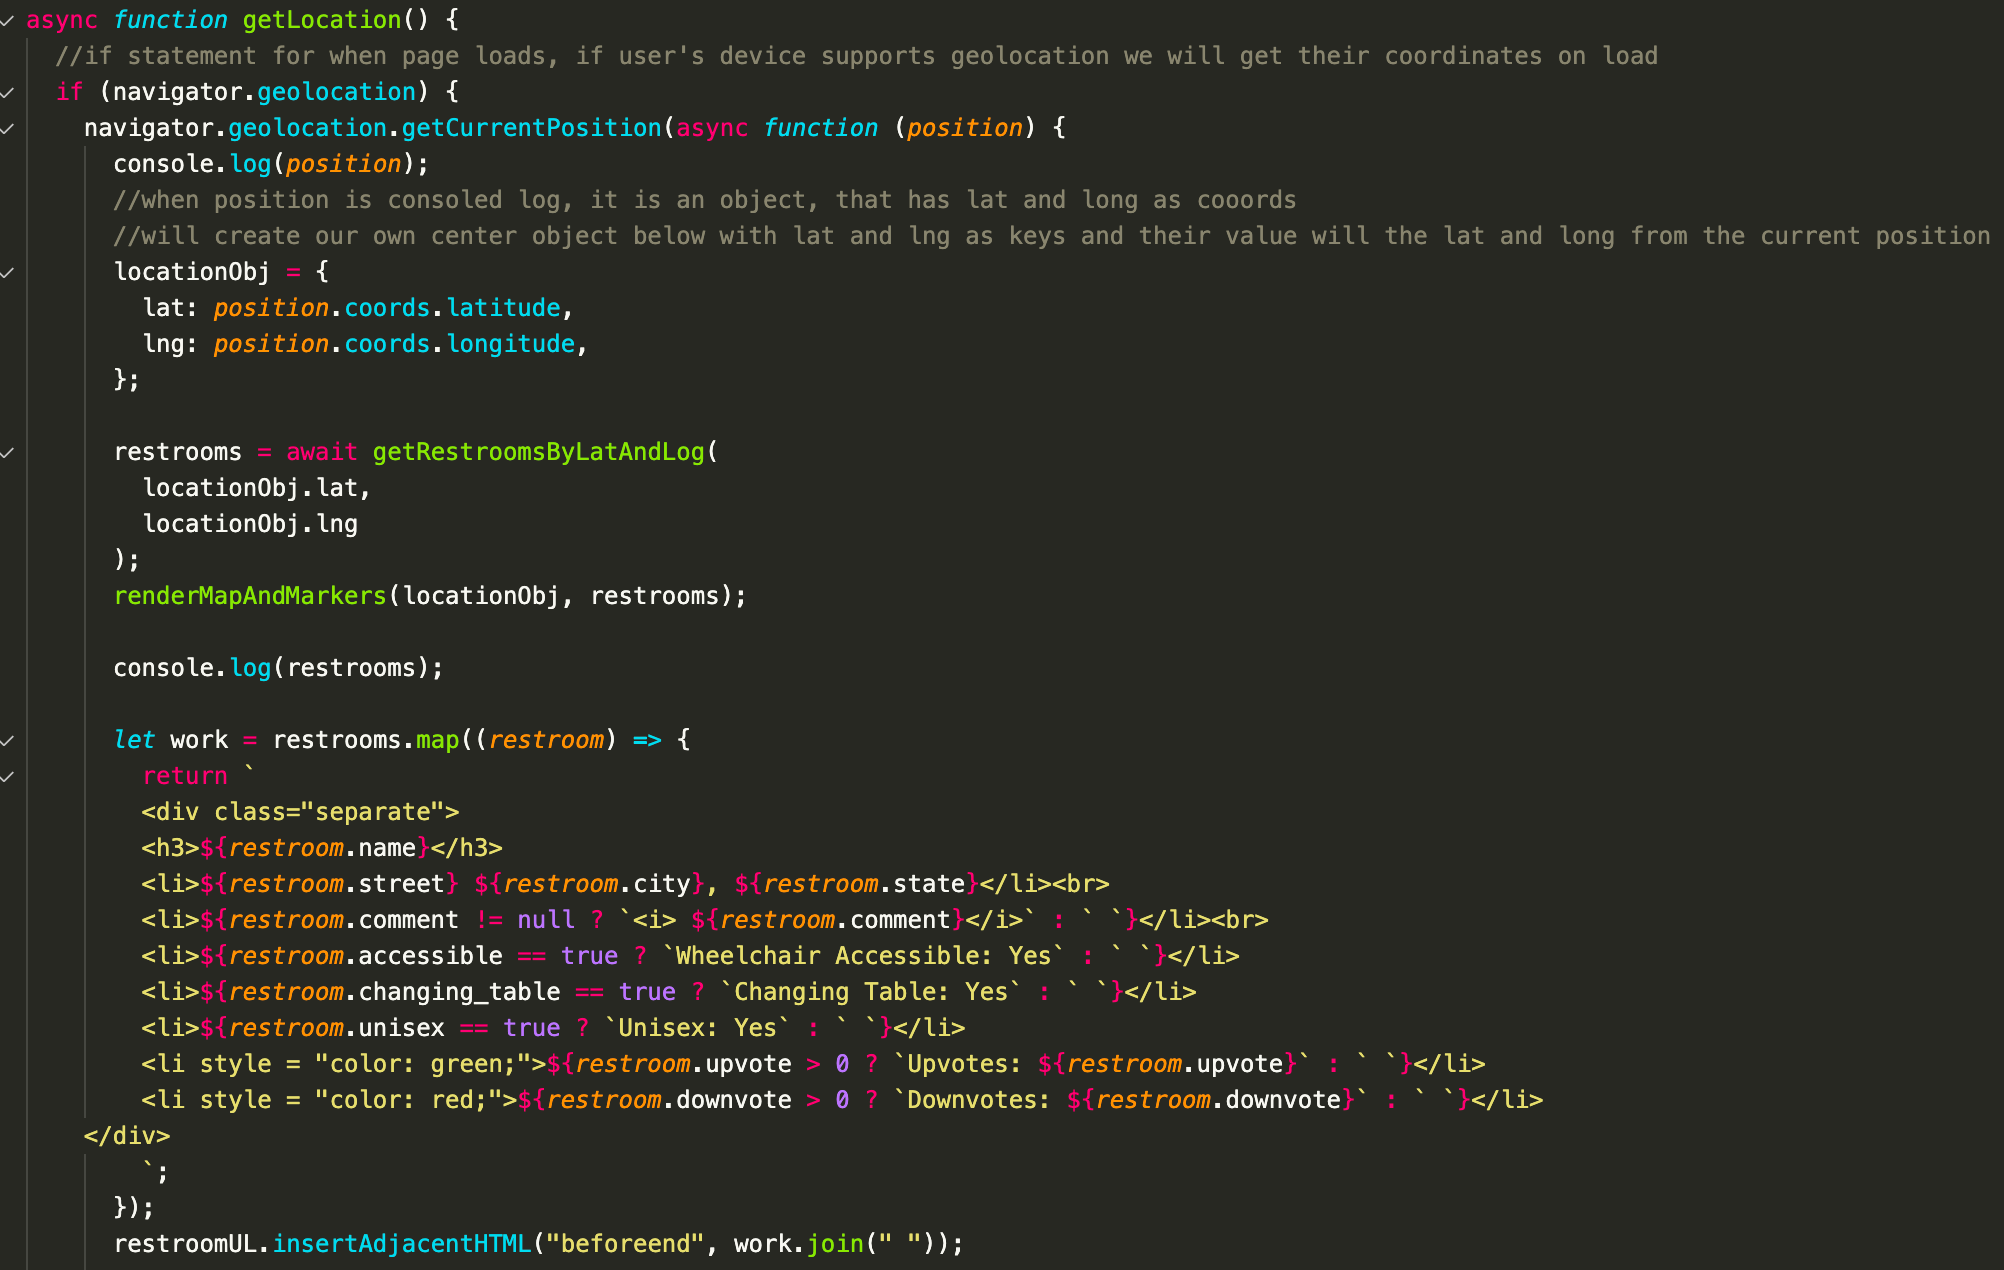 async function getLocation() {
  //if statement for when page loads, if user's device supports geolocation we will get their coordinates on load
  if (navigator.geolocation) {
    navigator.geolocation.getCurrentPosition(async function (position) {
      console.log(position);
      //when position is consoled log, it is an object, that has lat and long as cooords
      //will create our own center object below with lat and lng as keys and their value will the lat and long from the current position
      locationObj = {
        lat: position.coords.latitude,
        lng: position.coords.longitude,
      };

      restrooms = await getRestroomsByLatAndLog(
        locationObj.lat,
        locationObj.lng
      );
      renderMapAndMarkers(locationObj, restrooms);

      console.log(restrooms);

      let work = restrooms.map((restroom) => {
        return `
        <div class="separate">
        <h3>${restroom.name}</h3>
        <li>${restroom.street} ${restroom.city}, ${restroom.state}</li><br>
        <li>${restroom.comment != null ? `<i> ${restroom.comment}</i>` : ` `}</li><br>
        <li>${restroom.accessible == true ? `Wheelchair Accessible: Yes` : ` `}</li>
        <li>${restroom.changing_table == true ? `Changing Table: Yes` : ` `}</li>
        <li>${restroom.unisex == true ? `Unisex: Yes` : ` `}</li>
        <li style = "color: green;">${restroom.upvote > 0 ? `Upvotes: ${restroom.upvote}` : ` `}</li>
        <li style = "color: red;">${restroom.downvote > 0 ? `Downvotes: ${restroom.downvote}` : ` `}</li>
    </div>
        `;
      });
      restroomUL.insertAdjacentHTML("beforeend", work.join(" "));